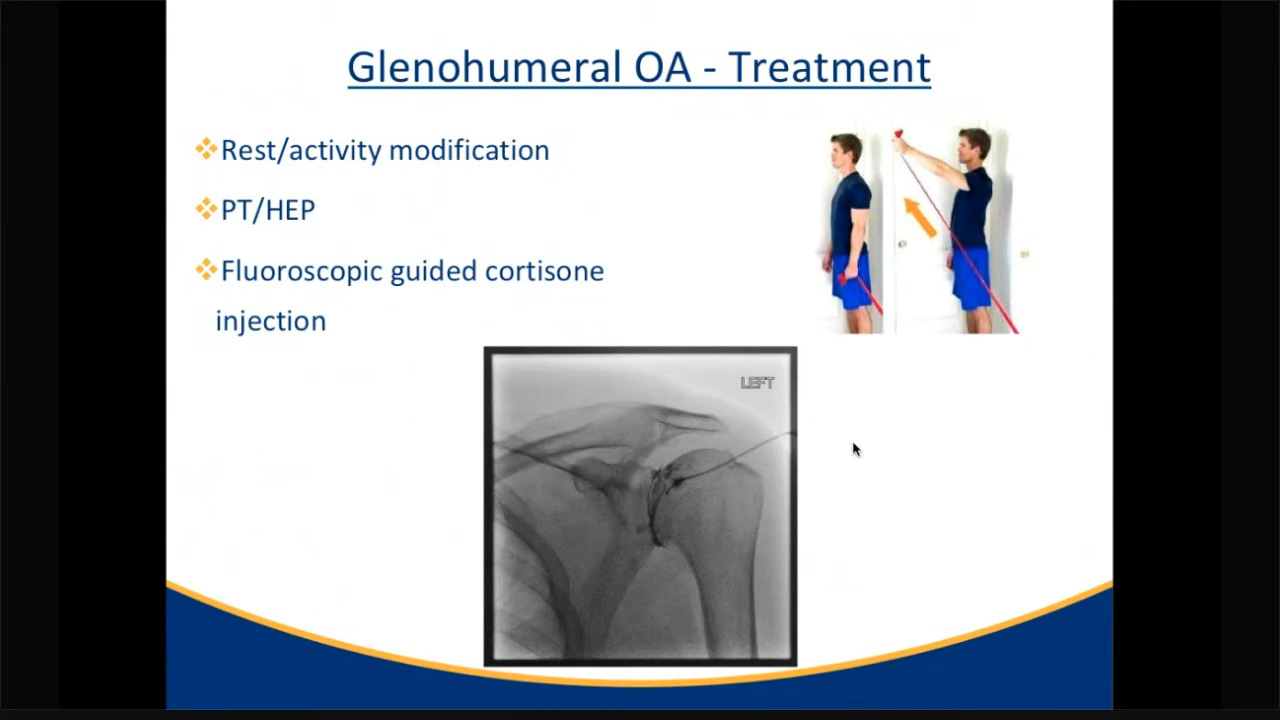 Glenohumeral OA - Treatment
Rest/activity modification
PT/HEP
Fluoroscopic guided cortisone
injection
LEFT